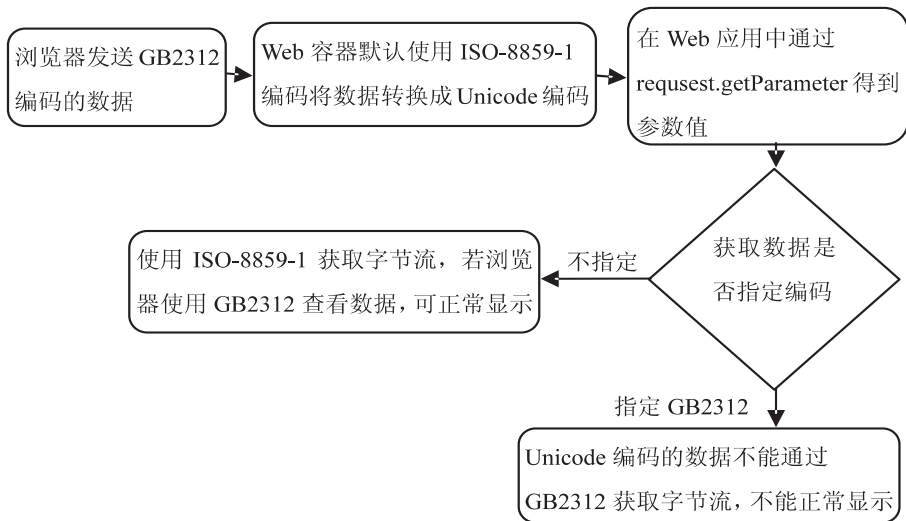 浏览器发送 GB2312
编码的数据
Web 容器默认使用 ISO-8859-1
编码将数据转换成 Unicode 编码
在 Web 应用中通过
requsest.getParameter 得到
参数值
获取数据是
否指定编码
不指定
使用 ISO-8859-1 获取字节流，若浏览
器使用 GB2312 查看数据，可正常显示
指定 GB2312
Unicode 编码的数据不能通过
GB2312 获取字节流，不能正常显示